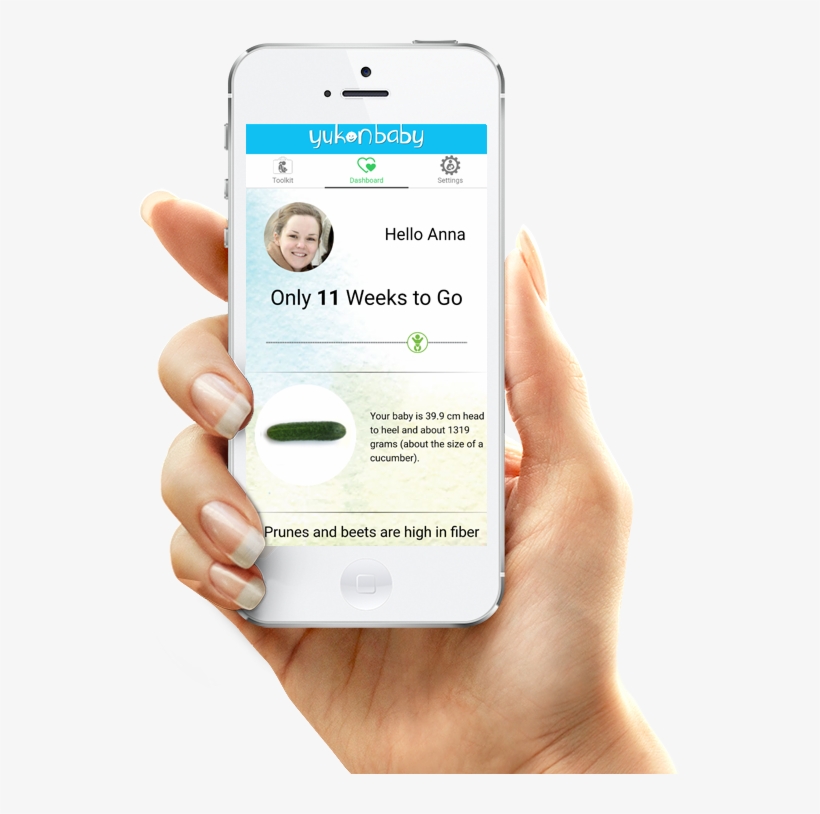 yukonbaby
Toolkit
Dashboard
Settings
Hello Anna
Only 11 Weeks to Go
Your baby is 39.9 cm head
to heel and about 1319
grams (about the size of a
cucumber).
Prunes and beets are high in fiber